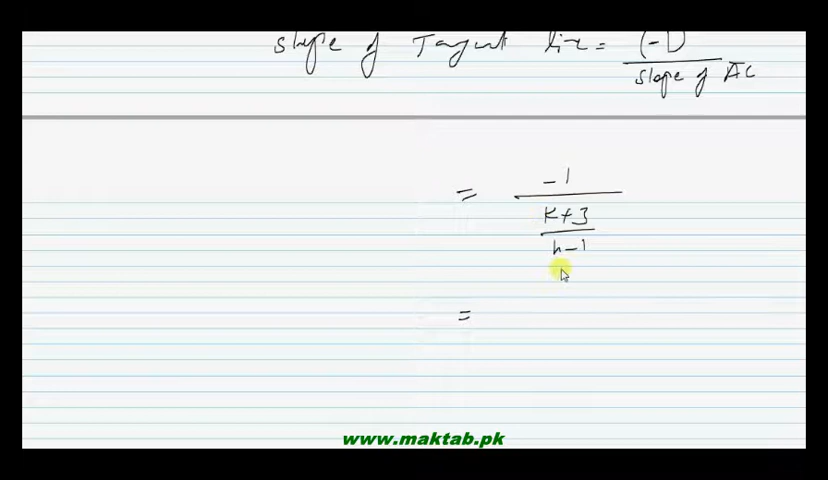 slope of Tangent line = (-1)
slope of AC
= -1
K+3
h-1
=
www.maktab.pk